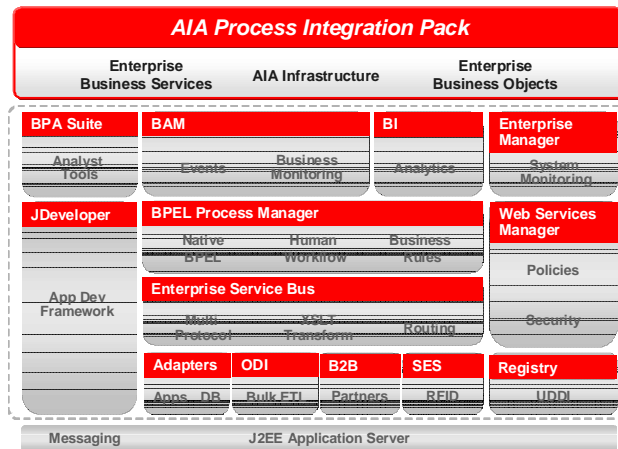 AIA Process Integration Pack
Enterprise Business Services
AIA Infrastructure
Enterprise Business Objects
BPA Suite
Analyst Tools
BAM
Events
Business Monitoring
BI
Analytics
Enterprise Manager
System Monitoring
JDeveloper
App Dev Framework
BPEL Process Manager
Native BPEL
Human Workflow
Business Rules
Web Services Manager
Policies
Security
Enterprise Service Bus
Multi Protocol
XSLT Transform
Routing
Adapters
Apps DB
ODI
Bulk ETL
B2B
Partners
SES
RFID
Registry
UDDI
Messaging
J2EE Application Server